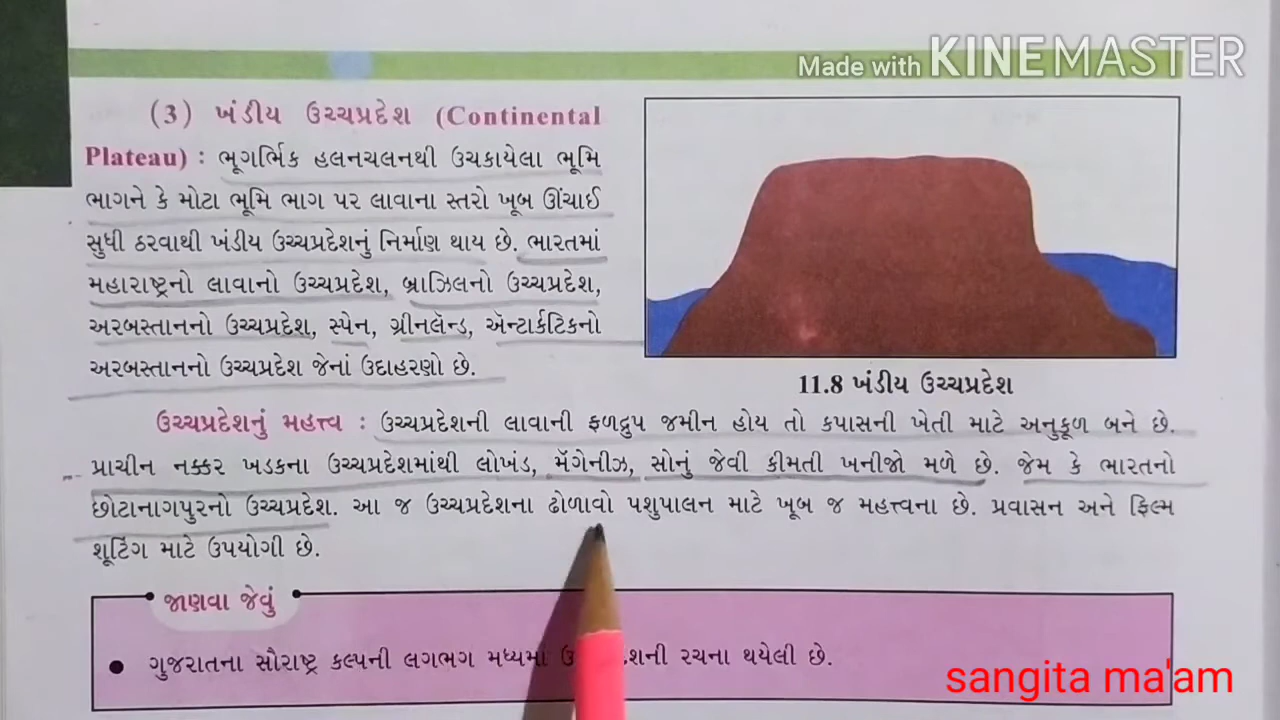 Made with KINEMASTER
(3) ખંડીય ઉચ્ચપ્રદેશ (Continental
Plateau) : ભૂગર્ભિક હલનચલનથી ઉચકાયેલા ભૂમિ
ભાગને કે મોટા ભૂમિ ભાગ પર લાવાના સ્તરો ખૂબ ઊંચાઈ
સુધી ઠરવાથી ખંડીય ઉચ્ચપ્રદેશનું નિર્માણ થાય છે. ભારતમાં
મહારાષ્ટ્રનો લાવાનો ઉચ્ચપ્રદેશ, બ્રાઝિલનો ઉચ્ચપ્રદેશ,
અરબસ્તાનનો ઉચ્ચપ્રદેશ, સ્પેન, ગ્રીનલૅન્ડ, ઍન્ટાર્કટિકનો
અરબસ્તાનનો ઉચ્ચપ્રદેશ જેનાં ઉદાહરણો છે.
11.8 ખંડીય ઉચ્ચપ્રદેશ
ઉચ્ચપ્રદેશનું મહત્ત્વ : ઉચ્ચપ્રદેશની લાવાની ફળદ્રુપ જમીન હોય તો કપાસની ખેતી માટે અનુકૂળ બને છે.
પ્રાચીન નક્કર ખડકના ઉચ્ચપ્રદેશમાંથી લોખંડ, મૅગેનીઝ, સોનું જેવી કીમતી ખનીજો મળે છે. જેમ કે ભારતનો
છોટાનાગપુરનો ઉચ્ચપ્રદેશ. આ જ ઉચ્ચપ્રદેશના ઢોળાવો પશુપાલન માટે ખૂબ જ મહત્ત્વના છે. પ્રવાસન અને ફિલ્મ
શૂટિંગ માટે ઉપયોગી છે.
જાણવા જેવું
● ગુજરાતના સૌરાષ્ટ્ર કલ્પની લગભગ મધ્યમાં રચના થયેલી છે.
sangita ma'am